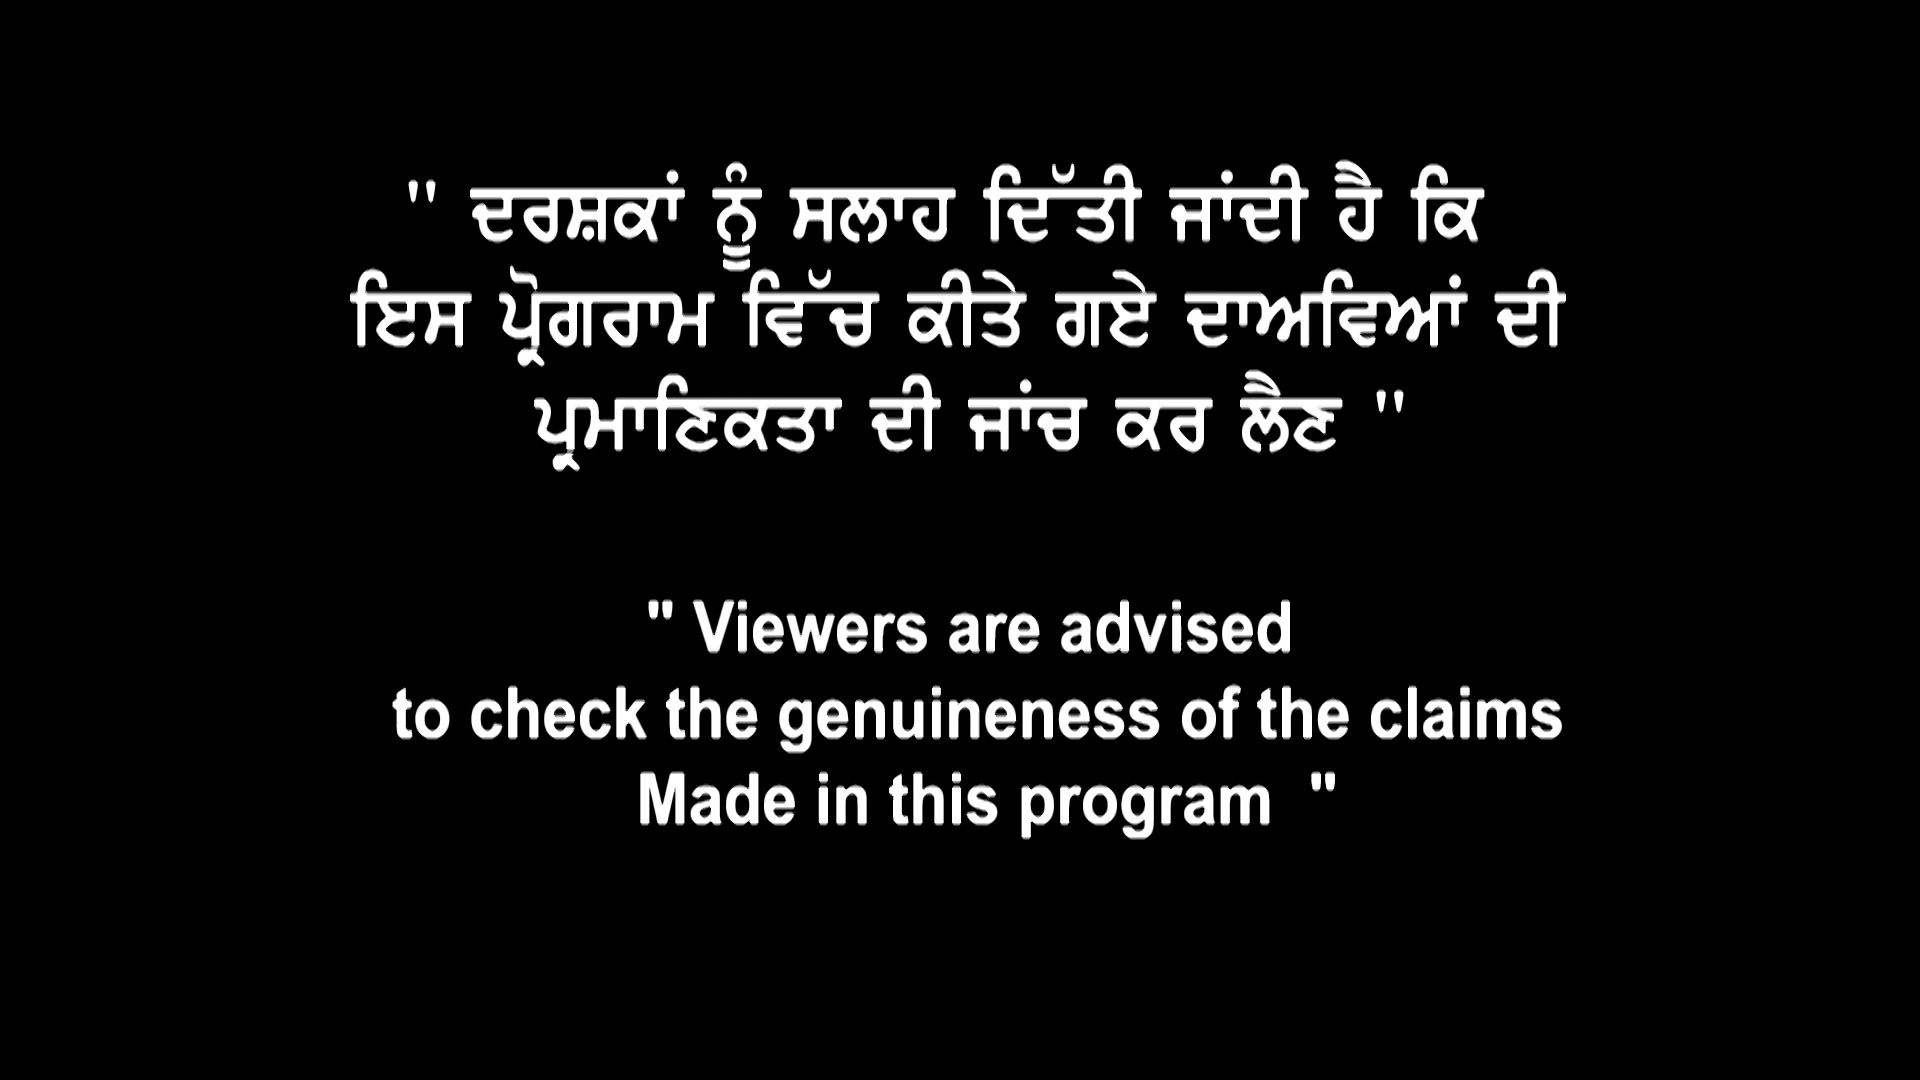 " ਦਰਸ਼ਕਾਂ ਨੂੰ ਸਲਾਹ ਦਿੱਤੀ ਜਾਂਦੀ ਹੈ ਕਿ
ਇਸ ਪ੍ਰੋਗਰਾਮ ਵਿੱਚ ਕੀਤੇ ਗਏ ਦਾਅਵਿਆਂ ਦੀ
ਪ੍ਰਮਾਣਿਕਤਾ ਦੀ ਜਾਂਚ ਕਰ ਲੈਣ "
" Viewers are advised
to check the genuineness of the claims
Made in this program "